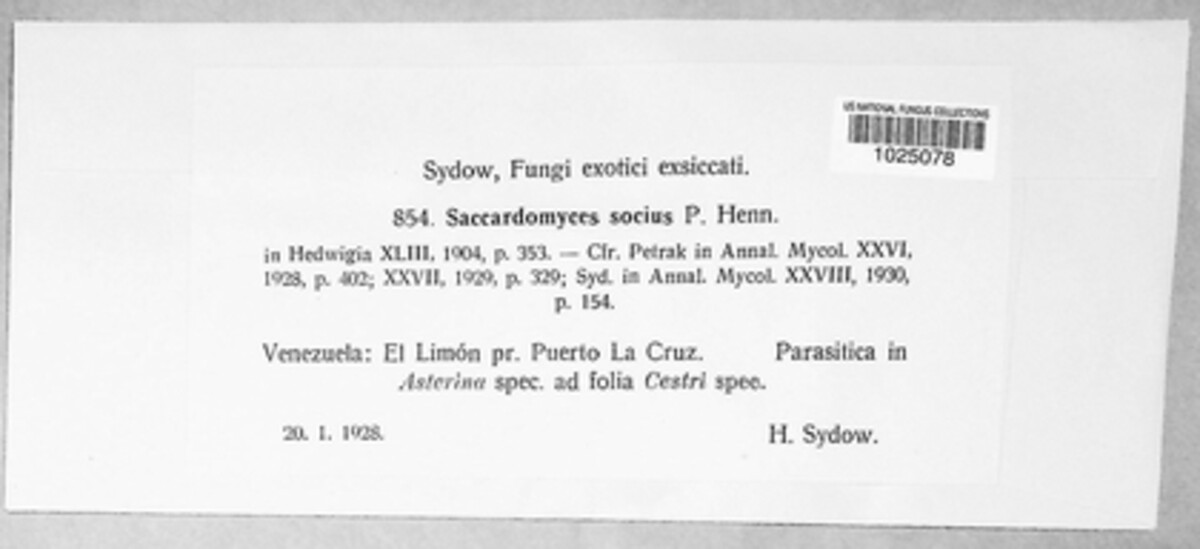 US NATIONAL FUNGUS COLLECTIONS
1025078
Sydow, Fungi exotici exsiccati.
854. Saccardomyces socius P. Henn.
in Hedwigia XLIII, 1904, p. 353. — Cfr. Petrak in Annal. Mycol. XXVI,
1928, p. 402; XXVII, 1929, p. 329; Syd. in Annal. Mycol. XXVIII, 1930,
p. 154.
Venezuela: El Limón pr. Puerto La Cruz. Parasitica in
Asterina spec. ad folia Cestri spec.
20. 1. 1928. H. Sydow.